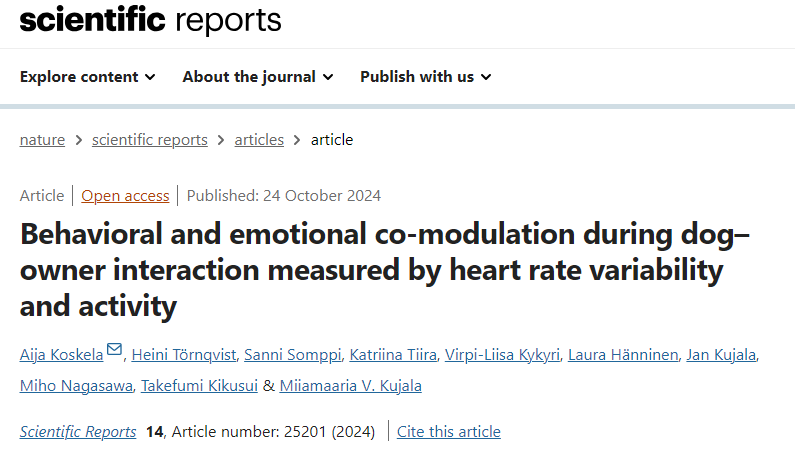 scientific reports
Explore content About the journal Publish with us
nature > scientific reports > articles > article
Article | Open access | Published: 24 October 2024
Behavioral and emotional co-modulation during dog–
owner interaction measured by heart rate variability
and activity
Aija Koskela, Heini Törnqvist, Sanni Somppi, Katriina Tiira, Virpi-Liisa Kykyri, Laura Hänninen, Jan Kujala,
Miho Nagasawa, Takefumi Kikusui & Miiamaaria V. Kujala
Scientific Reports 14, Article number: 25201 (2024) | Cite this article